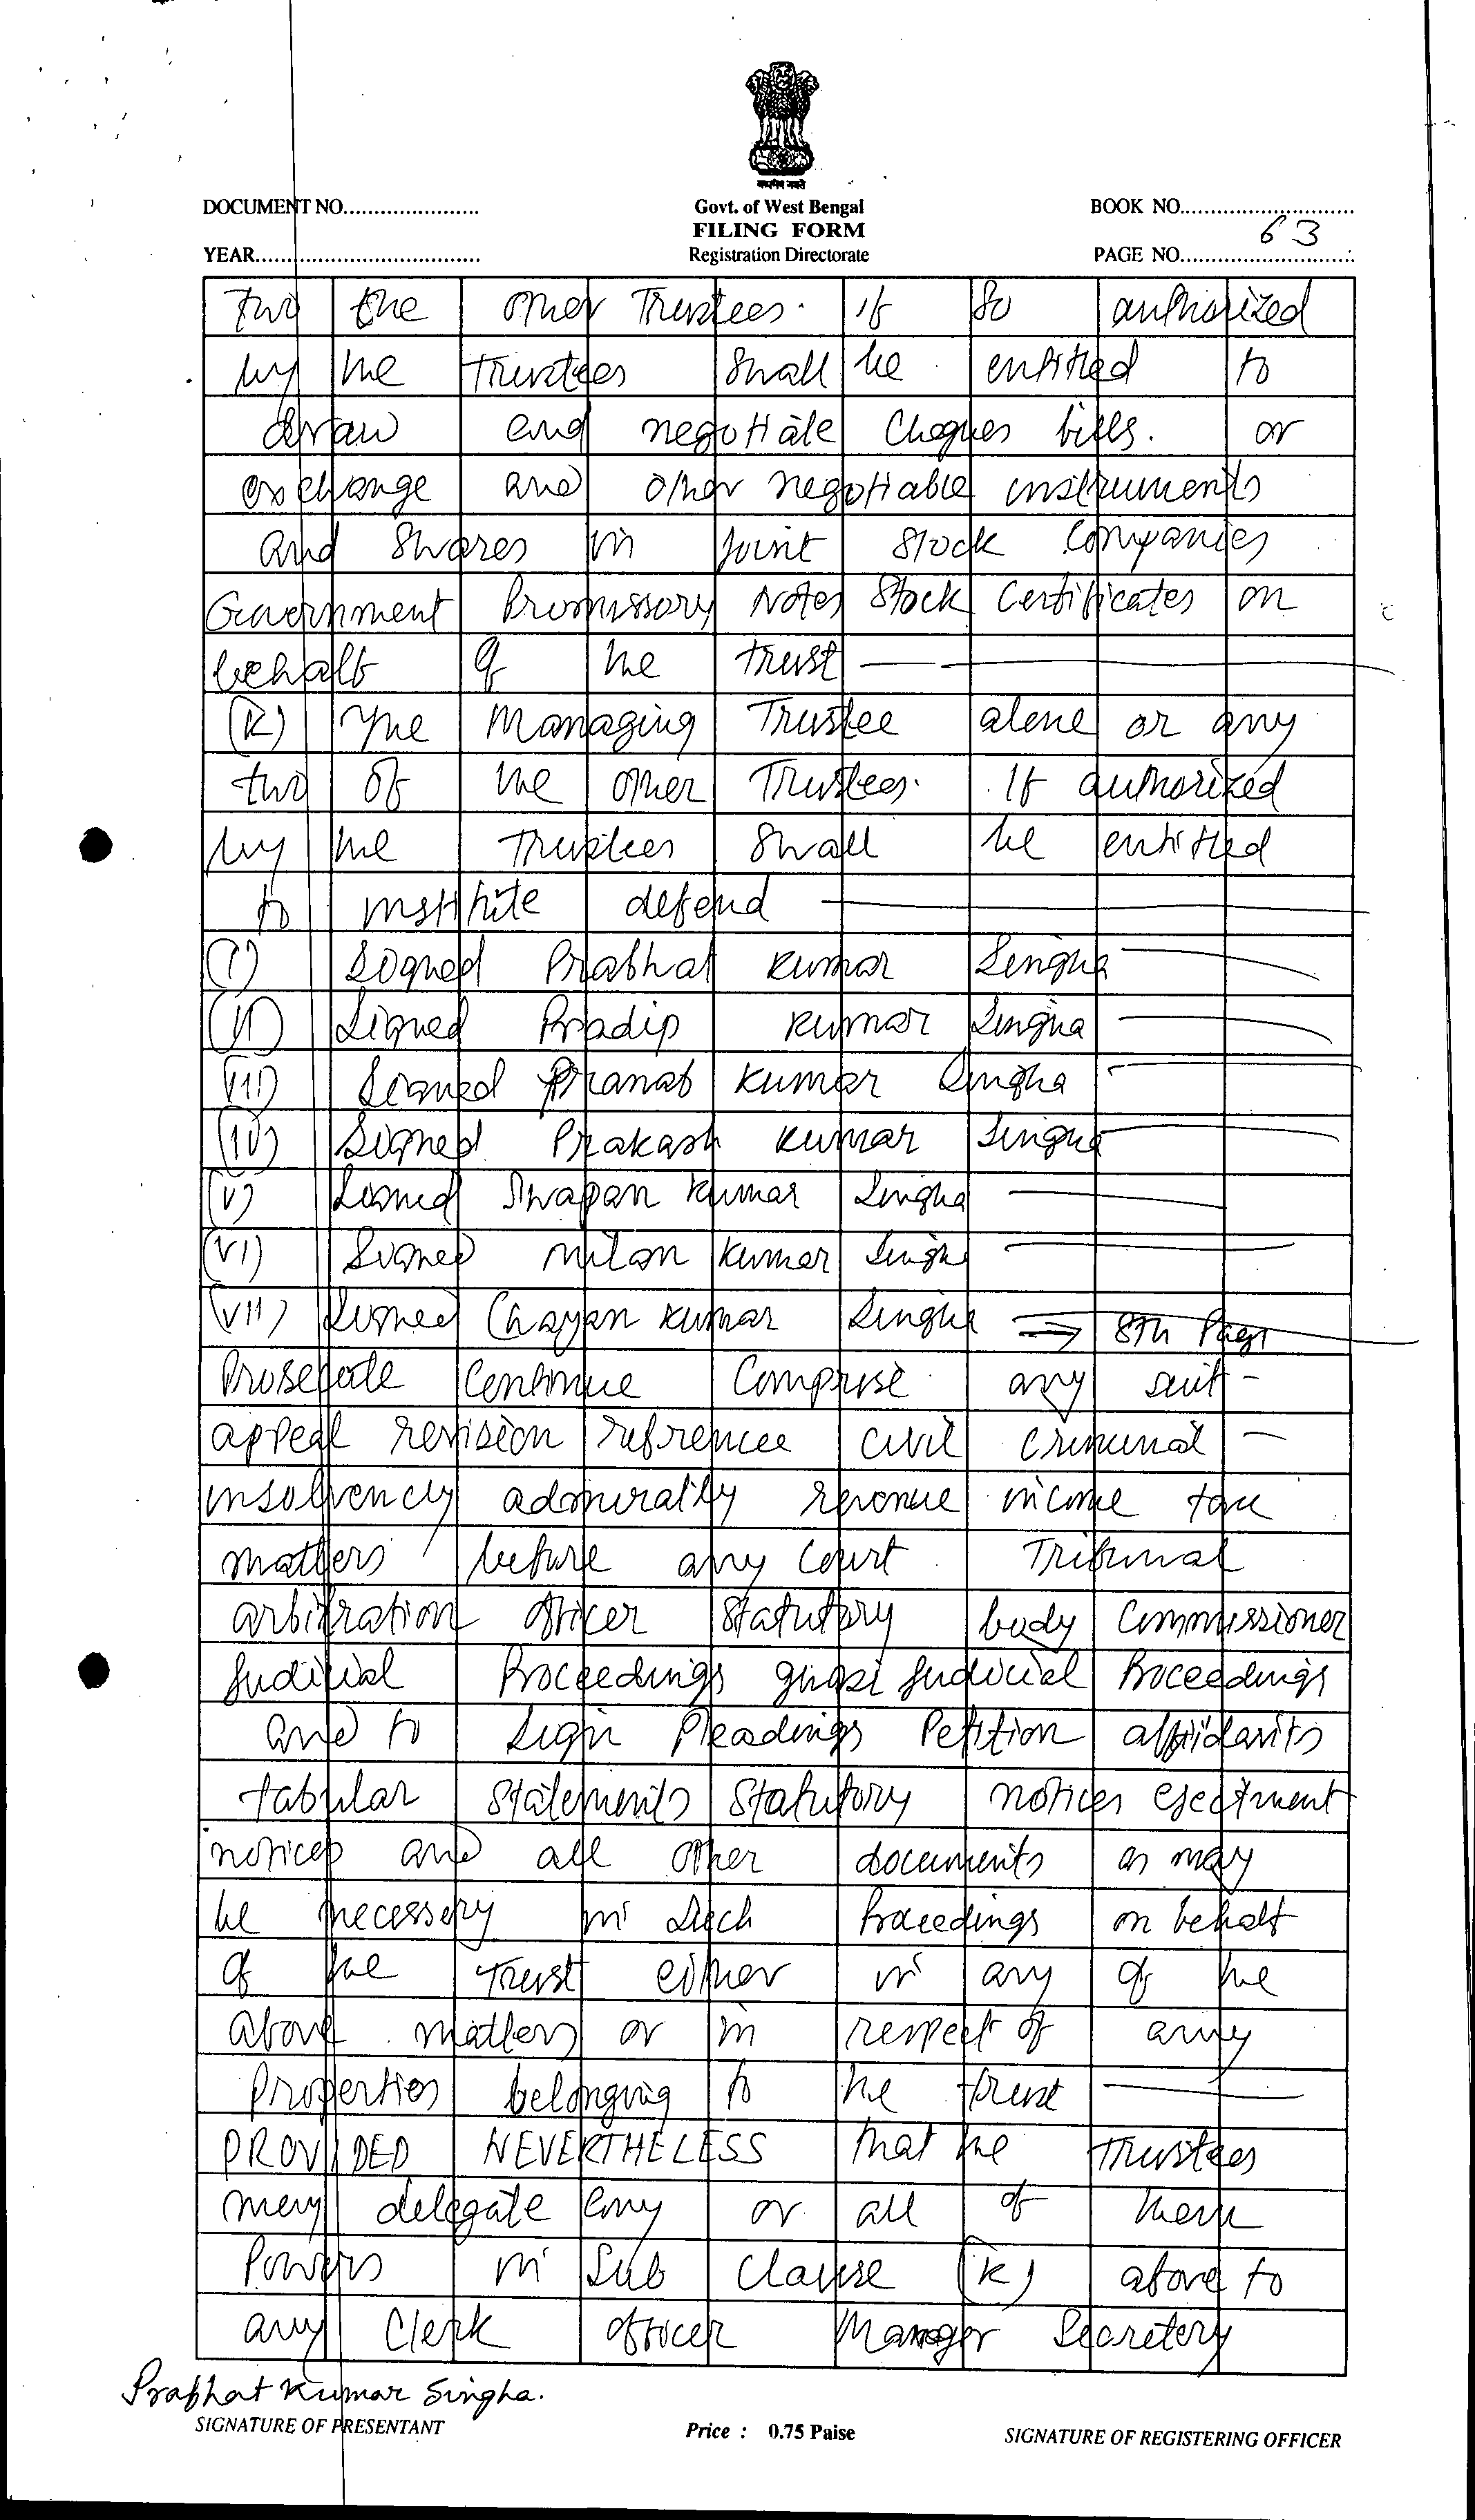 सत्यमेव जयते
DOCUMENT NO......................
Govt. of West Bengal
BOOK NO.............................
FILING FORM
63
YEAR.....................................
Registration Directorate
PAGE NO.............................
two the other Trustees. If so authorized
by the trustees shall be entitled to
draw and negotiate Cheques bills. or
exchange and other negotiable instruments
and Shares in Joint Stock Companies
Government Promissory Notes Stock Certificates on
behalf of the trust
(K) The Managing Trustee alone or any
two of the other Trustees. If authorized
by the Trustees Shall be entitled
to institute defend
(I) Signed Prabhat Kumar Singha
(II) Signed Pradip Kumar Singha
(III) Signed Pranab Kumar Singha
(IV) Signed Prakash Kumar Singha
(V) Signed Swapan Kumar Singha
(VI) Signed Milan Kumar Singha
(VII) Signed Chayan Kumar Singha ⇒ 8th Page
Prosecute Continue Comprise any suit -
appeal revision refrencee civil criminal -
insolvency admirality revenue income tax
matters before any Court Tribunal
arbitration officer Statutory body Commissioner
Judicial Proceedings quasi Judicial Proceedings
and to sign Pleadings Petition affidavits
tabular Statements Statutory notices ejectment
notices and all other documents as may
be necessary in such Proceedings on behalf
of the Trust either in any of the
above matters or in respect of any
Properties belonging to the trust
PROVIDED NEVERTHELESS that the trustees
may delegate any or all of them
Powers in Sub Clause (K) above to
any Clerk officer Manager Secretery
Prabhat Kumar Singha.
SIGNATURE OF PRESENTANT
Price : 0.75 Paise
SIGNATURE OF REGISTERING OFFICER